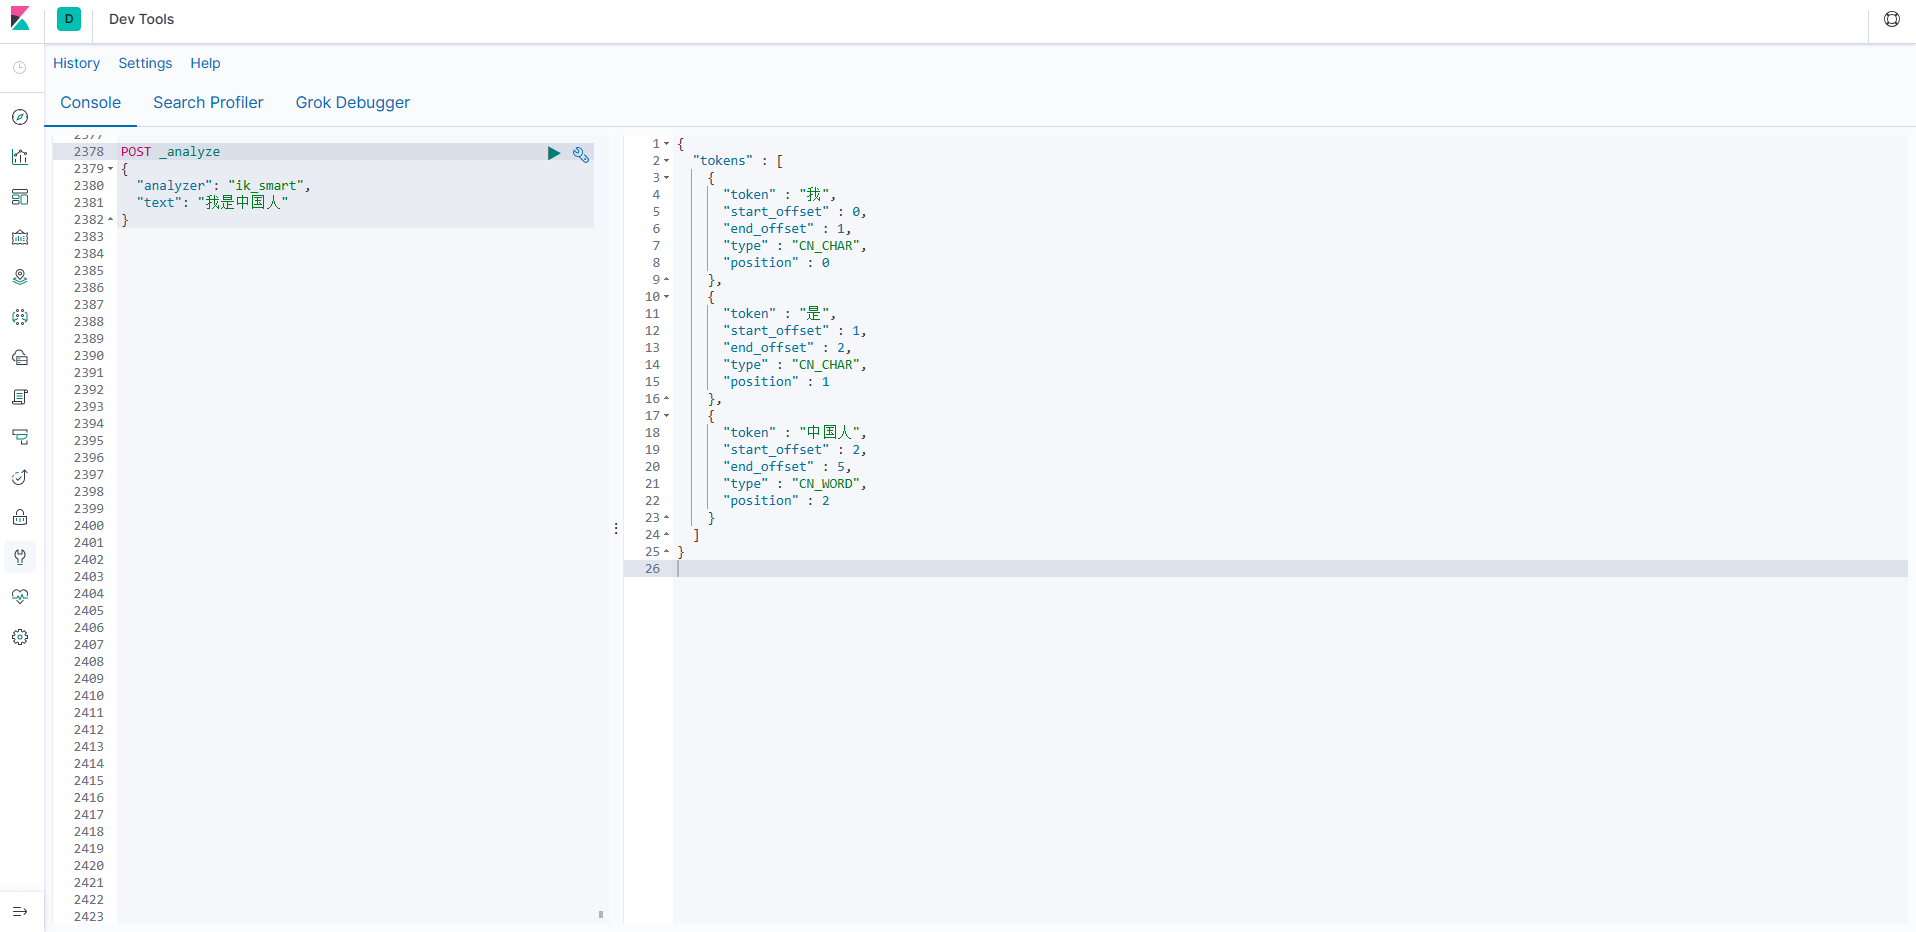 D Dev Tools
History Settings Help
Console Search Profiler Grok Debugger
2377
2378 POST _analyze
2379 {
2380 "analyzer": "ik_smart",
2381 "text": "我是中国人"
2382 }
2383
2384
2385
2386
2387
2388
2389
2390
2391
2392
2393
2394
2395
2396
2397
2398
2399
2400
2401
2402
2403
2404
2405
2406
2407
2408
2409
2410
2411
2412
2413
2414
2415
2416
2417
2418
2419
2420
2421
2422
2423
1 {
2 "tokens" : [
3 {
4 "token" : "我",
5 "start_offset" : 0,
6 "end_offset" : 1,
7 "type" : "CN_CHAR",
8 "position" : 0
9 },
10 {
11 "token" : "是",
12 "start_offset" : 1,
13 "end_offset" : 2,
14 "type" : "CN_CHAR",
15 "position" : 1
16 },
17 {
18 "token" : "中国人",
19 "start_offset" : 2,
20 "end_offset" : 5,
21 "type" : "CN_WORD",
22 "position" : 2
23 }
24 ]
25 }
26